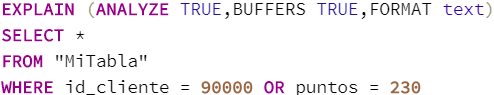 EXPLAIN (ANALYZE TRUE,BUFFERS TRUE,FORMAT text)
SELECT *
FROM "MiTabla"
WHERE id_cliente = 90000 OR puntos = 230